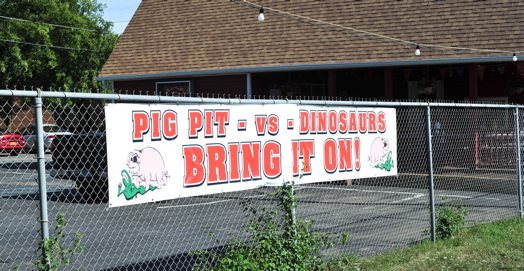 PIG PIT - vs - DINOSAURS
BRING IT ON!